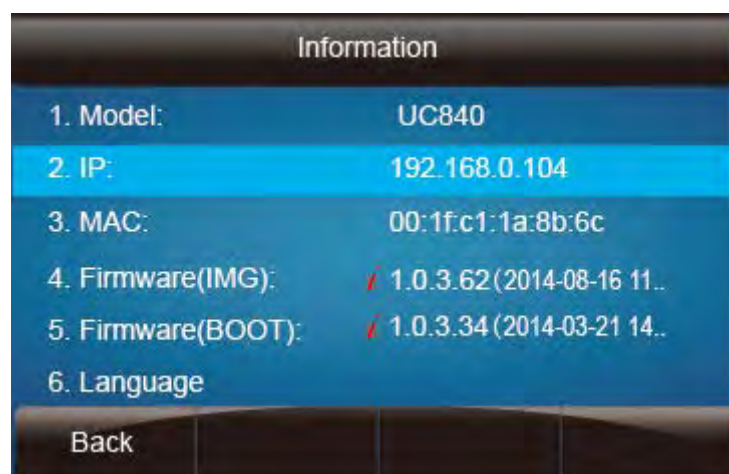 Information
1. Model: UC840
2. IP: 192.168.0.104
3. MAC: 00:1f:c1:1a:8b:6c
4. Firmware(IMG): i 1.0.3.62(2014-08-16 11..
5. Firmware(BOOT): i 1.0.3.34(2014-03-21 14..
6. Language
Back